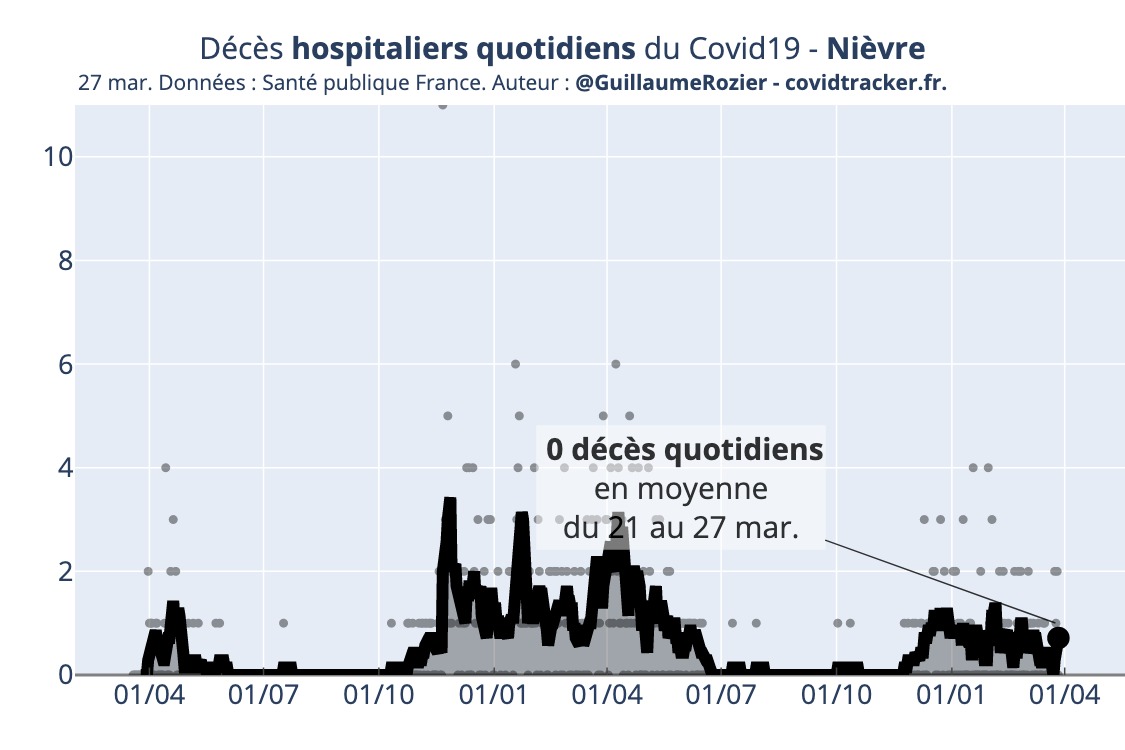 Décès hospitaliers quotidiens du Covid19 - Nièvre
27 mar. Données : Santé publique France. Auteur : @GuillaumeRozier - covidtracker.fr.
10
8
6
4
2
0
0 décès quotidiens
en moyenne
du 21 au 27 mar.
01/04 01/07 01/10 01/01 01/04 01/07 01/10 01/01 01/04